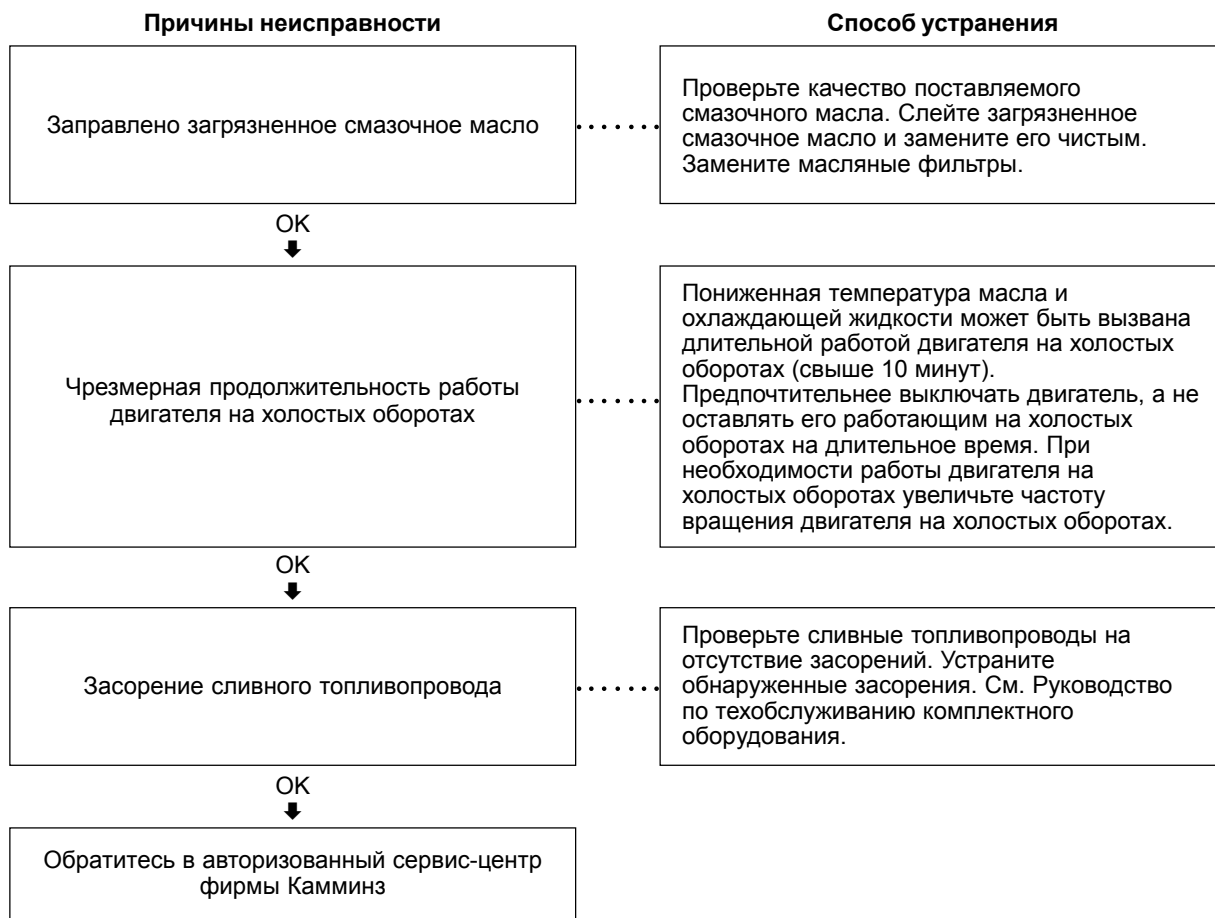 Причины неисправности
Способ устранения
Заправлено загрязненное смазочное масло
Проверьте качество поставляемого
смазочного масла. Слейте загрязненное
смазочное масло и замените его чистым.
Замените масляные фильтры.
OK
Чрезмерная продолжительность работы
двигателя на холостых оборотах
Пониженная температура масла и
охлаждающей жидкости может быть вызвана
длительной работой двигателя на холостых
оборотах (свыше 10 минут).
Предпочтительнее выключать двигатель, а не
оставлять его работающим на холостых
оборотах на длительное время. При
необходимости работы двигателя на
холостых оборотах увеличьте частоту
вращения двигателя на холостых оборотах.
OK
Засорение сливного топливопровода
Проверьте сливные топливопроводы на
отсутствие засорений. Устраните
обнаруженные засорения. См. Руководство
по техобслуживанию комплектного
оборудования.
OK
Обратитесь в авторизованный сервис-центр
фирмы Камминз